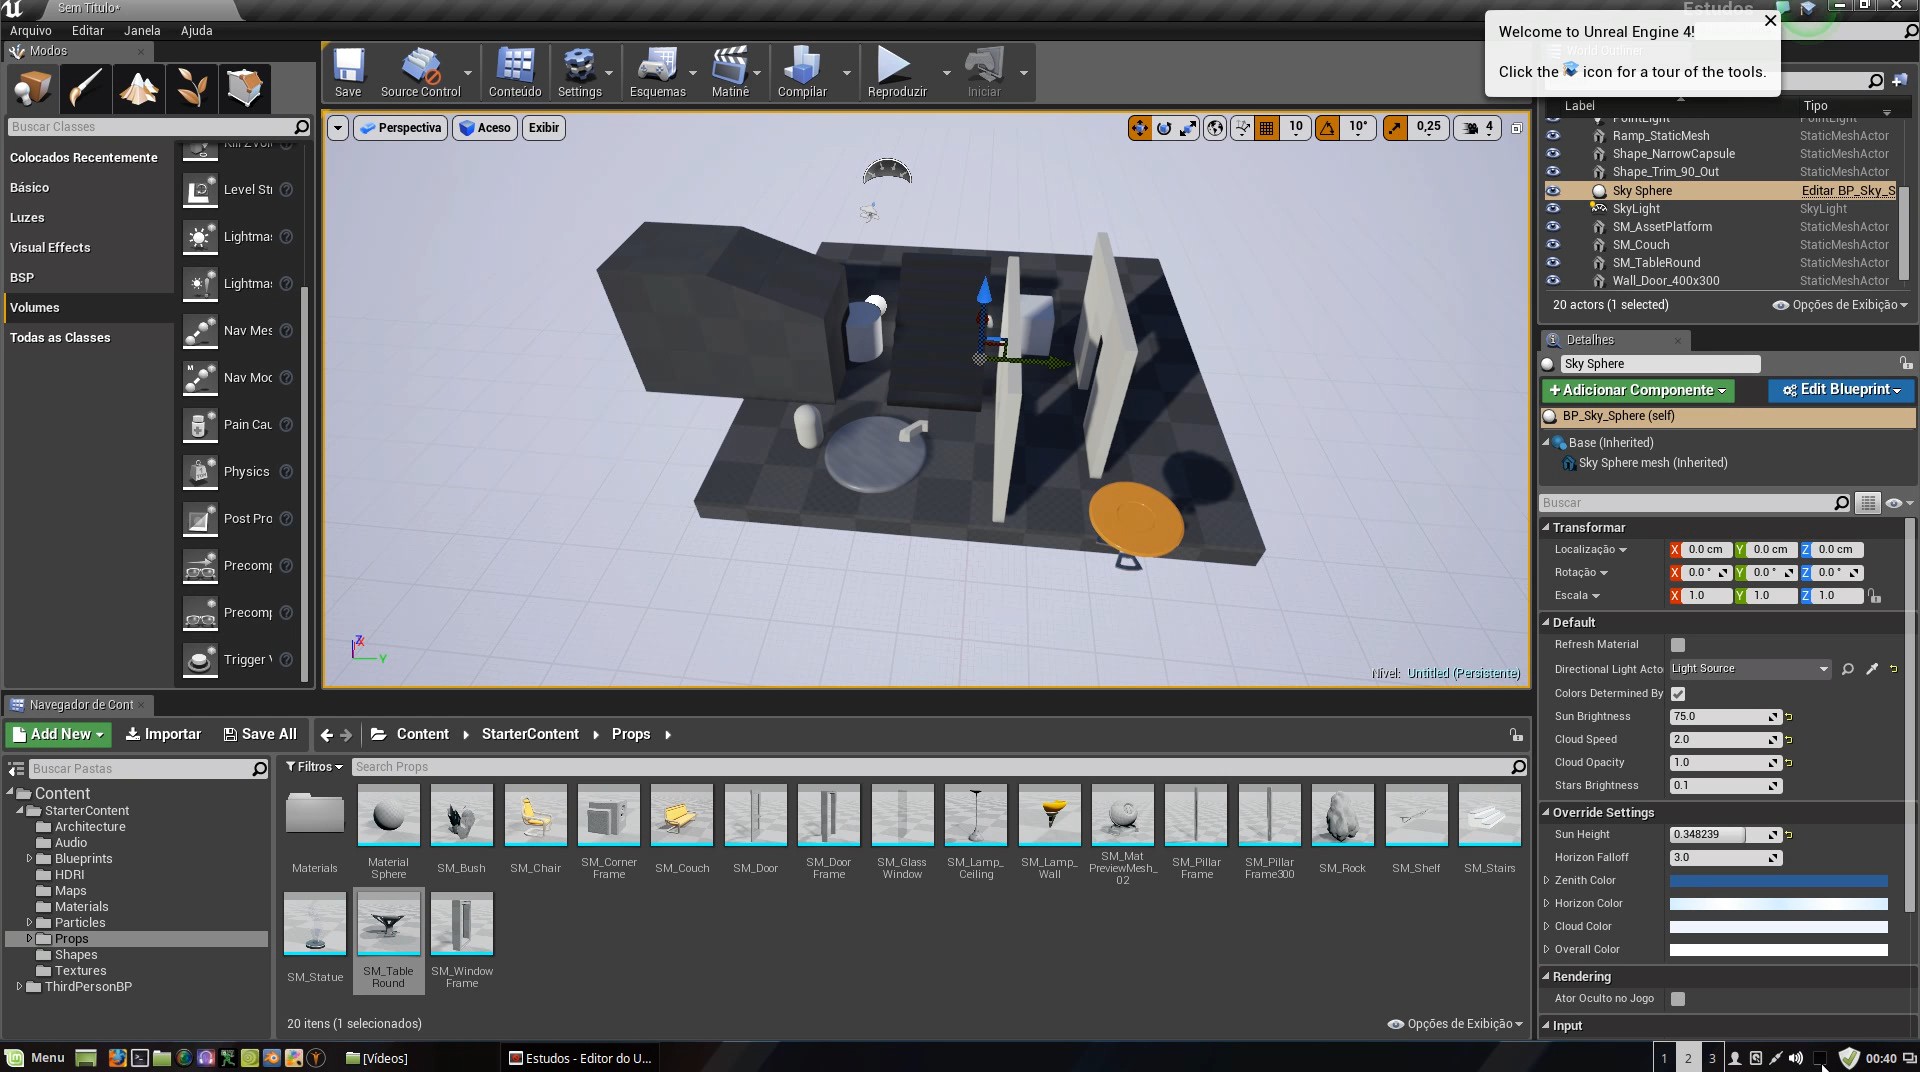 Sem Titulo*
Estudos
Arquivo
Editar
Janela
Ajuda
Modos
Save
Source Control
Conteúdo
Settings
Esquemas
Matinê
Compilar
Reproduzir
Iniciar
Welcome to Unreal Engine 4!
Click the icon for a tour of the tools.
World Outliner
Buscar Classes
Colocados Recentemente
Básico
Luzes
Visual Effects
BSP
Volumes
Todas as Classes
Kill Z Vol
Level Str
Lightmas
Lightmas
Nav Mes
Nav Moc
Pain Cau
Physics
Post Pro
Precomp
Precomp
Trigger V
Perspectiva
Aceso
Exibir
10
10°
0,25
4
Z
X
Y
Nível: Untitled (Persistente)
Label
Tipo
PointLight PointLight
Ramp_StaticMesh StaticMeshActor
Shape_NarrowCapsule StaticMeshActor
Shape_Trim_90_Out StaticMeshActor
Sky Sphere Editar BP_Sky_S
SkyLight SkyLight
SM_AssetPlatform StaticMeshActor
SM_Couch StaticMeshActor
SM_TableRound StaticMeshActor
Wall_Door_400x300 StaticMeshActor
20 actors (1 selected)
Opções de Exibição
Detalhes
Sky Sphere
Adicionar Componente
Edit Blueprint
BP_Sky_Sphere (self)
Base (Inherited)
Sky Sphere mesh (Inherited)
Buscar
Transformar
Localização X 0.0 cm Y 0.0 cm Z 0.0 cm
Rotação X 0.0 ° Y 0.0 ° Z 0.0 °
Escala X 1.0 Y 1.0 Z 1.0
Default
Refresh Material
Directional Light Acto Light Source
Colors Determined By
Sun Brightness 75.0
Cloud Speed 2.0
Cloud Opacity 1.0
Stars Brightness 0.1
Override Settings
Sun Height 0.348239
Horizon Falloff 3.0
Zenith Color
Horizon Color
Cloud Color
Overall Color
Rendering
Ator Oculto no Jogo
Input
Navegador de Cont
Add New
Importar
Save All
Content
StarterContent
Props
Buscar Pastas
Filtros
Search Props
Content
StarterContent
Architecture
Audio
Blueprints
HDRI
Maps
Materials
Particles
Props
Shapes
Textures
ThirdPersonBP
Materials
Material
Sphere
SM_Bush
SM_Chair
SM_Corner
Frame
SM_Couch
SM_Door
SM_Door
Frame
SM_Glass
Window
SM_Lamp_
Ceiling
SM_Lamp_
Wall
SM_Mat
PreviewMesh_
02
SM_Pillar
Frame
SM_Pillar
Frame300
SM_Rock
SM_Shelf
SM_Stairs
SM_Statue
SM_Table
Round
SM_Window
Frame
20 itens (1 selecionados)
Opções de Exibição
Menu
[Vídeos]
Estudos - Editor do U...
1
2
3
00:40